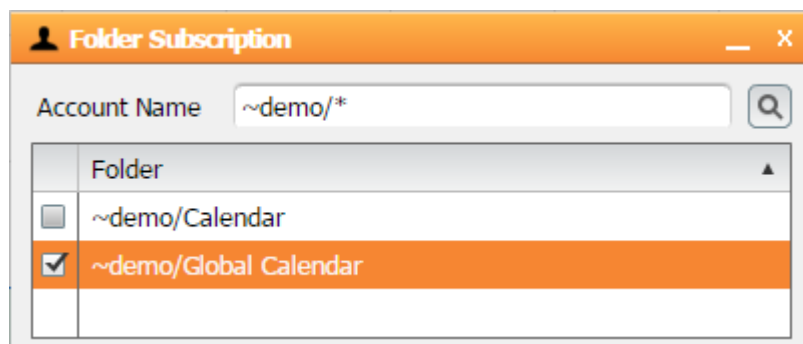 Folder Subscription
Account Name ~demo/*
Folder
~demo/Calendar
~demo/Global Calendar